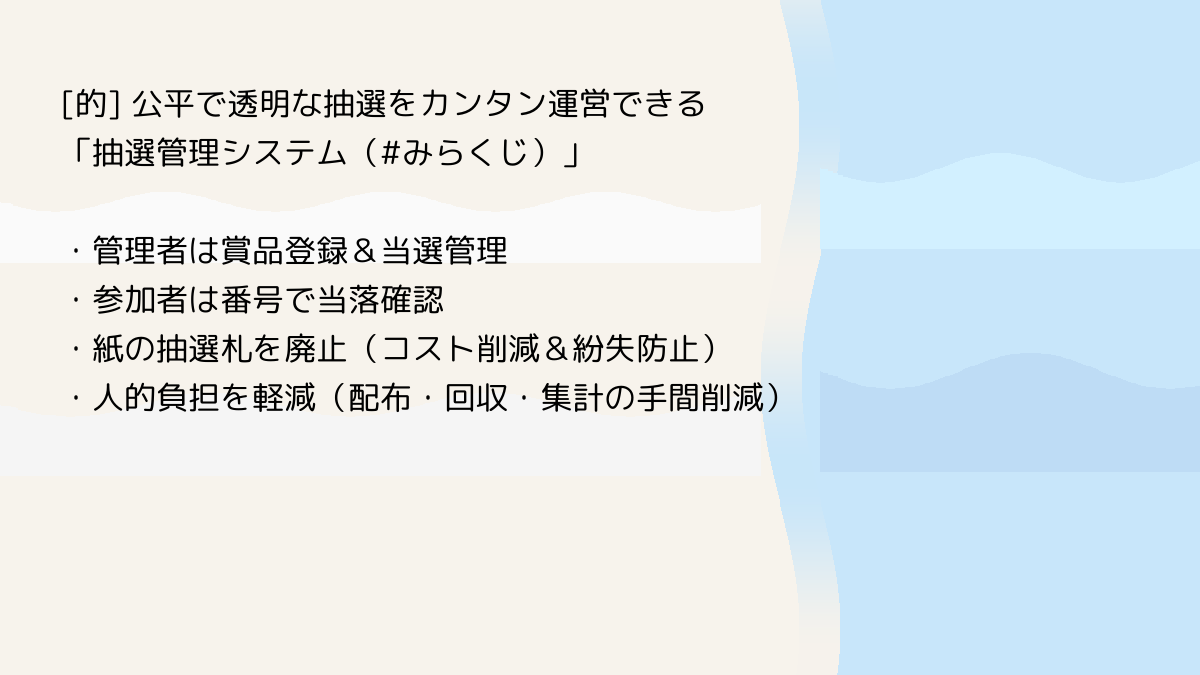 [的] 公平で透明な抽選をカンタン運営できる
「抽選管理システム（#みらくじ）」
・管理者は賞品登録＆当選管理
・参加者は番号で当落確認
・紙の抽選札を廃止（コスト削減＆紛失防止）
・人的負担を軽減（配布・回収・集計の手間削減）